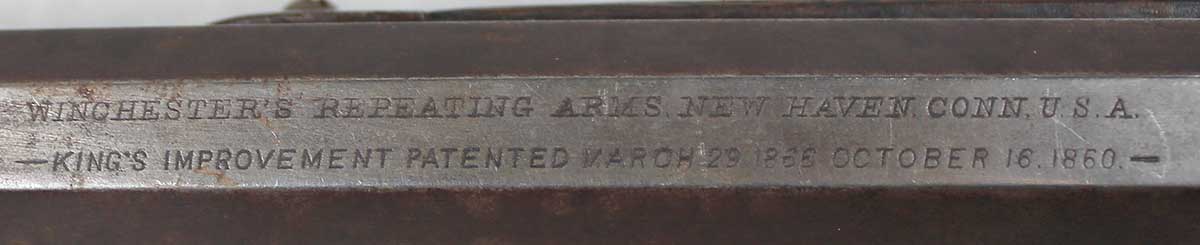 WINCHESTER'S REPEATING ARMS. NEW HAVEN. CONN. U.S.A.
—KING'S IMPROVEMENT PATENTED MARCH 29 1866 OCTOBER 16. 1860.—